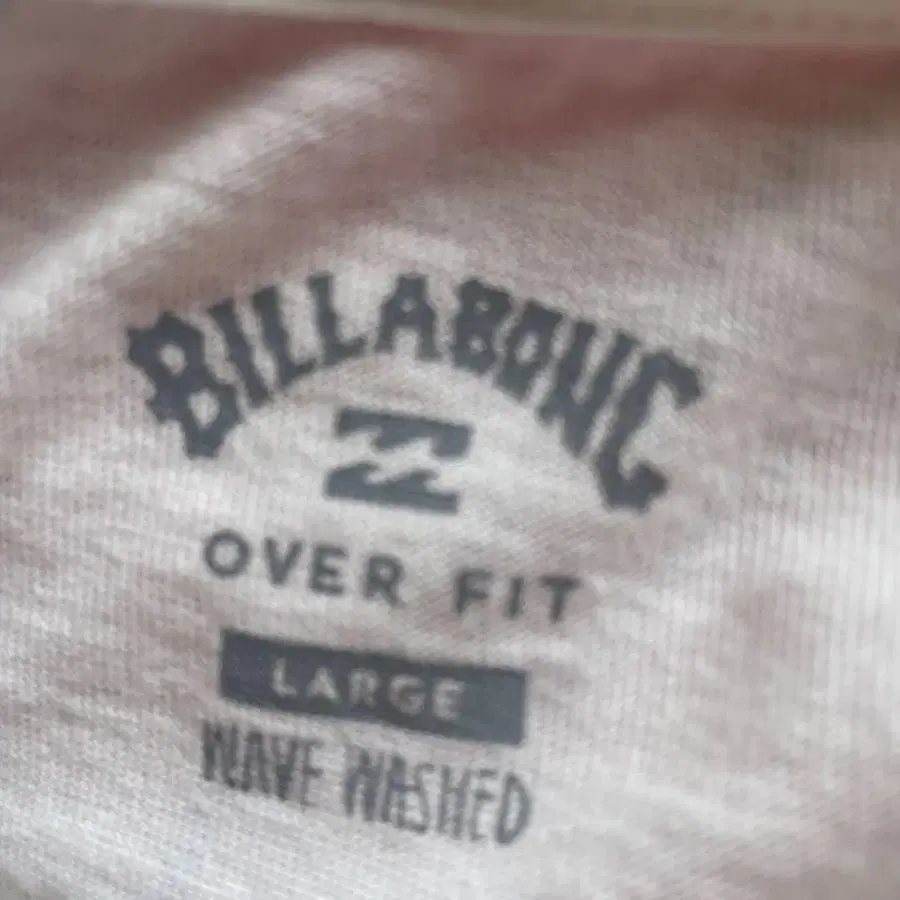 BILLABONG
OVER FIT
LARGE
WAVE WASHED